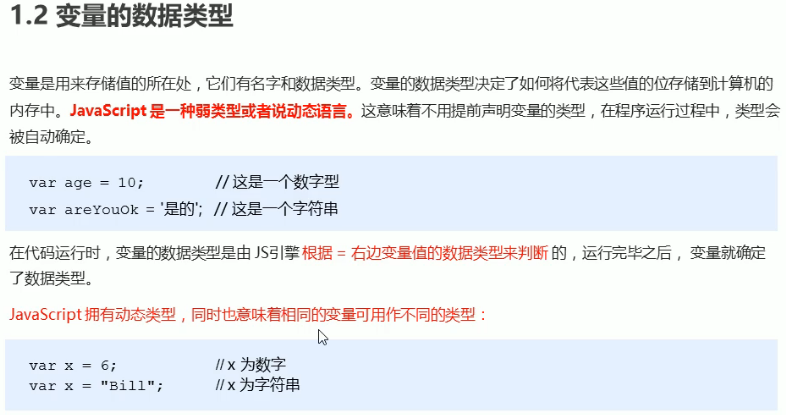 1.2 变量的数据类型
变量是用来存储值的所在处，它们有名字和数据类型。变量的数据类型决定了如何将代表这些值的位存储到计算机的
内存中。JavaScript 是一种弱类型或者说动态语言。这意味着不用提前声明变量的类型，在程序运行过程中，类型会
被自动确定。
var age = 10; // 这是一个数字型
var areYouOk = '是的'; // 这是一个字符串
在代码运行时，变量的数据类型是由 JS引擎 根据 = 右边变量值的数据类型来判断 的，运行完毕之后， 变量就确定
了数据类型。
JavaScript 拥有动态类型，同时也意味着相同的变量可用作不同的类型：
var x = 6; // x 为数字
var x = "Bill"; // x 为字符串